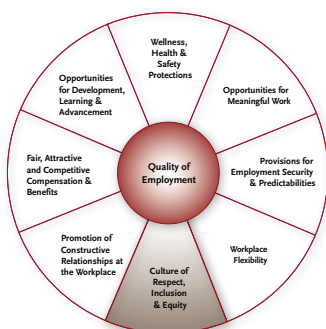 Wellness,
Health &
Safety
Protections
Opportunities for
Meaningful Work
Provisions for
Employment Security
& Predictabilities
Workplace
Flexibility
Culture of
Respect,
Inclusion
& Equity
Promotion of
Constructive
Relationships at
the Workplace
Fair, Attractive
and Competitive
Compensation &
Benefits
Opportunities
for Development,
Learning &
Advancement
Quality of
Employment